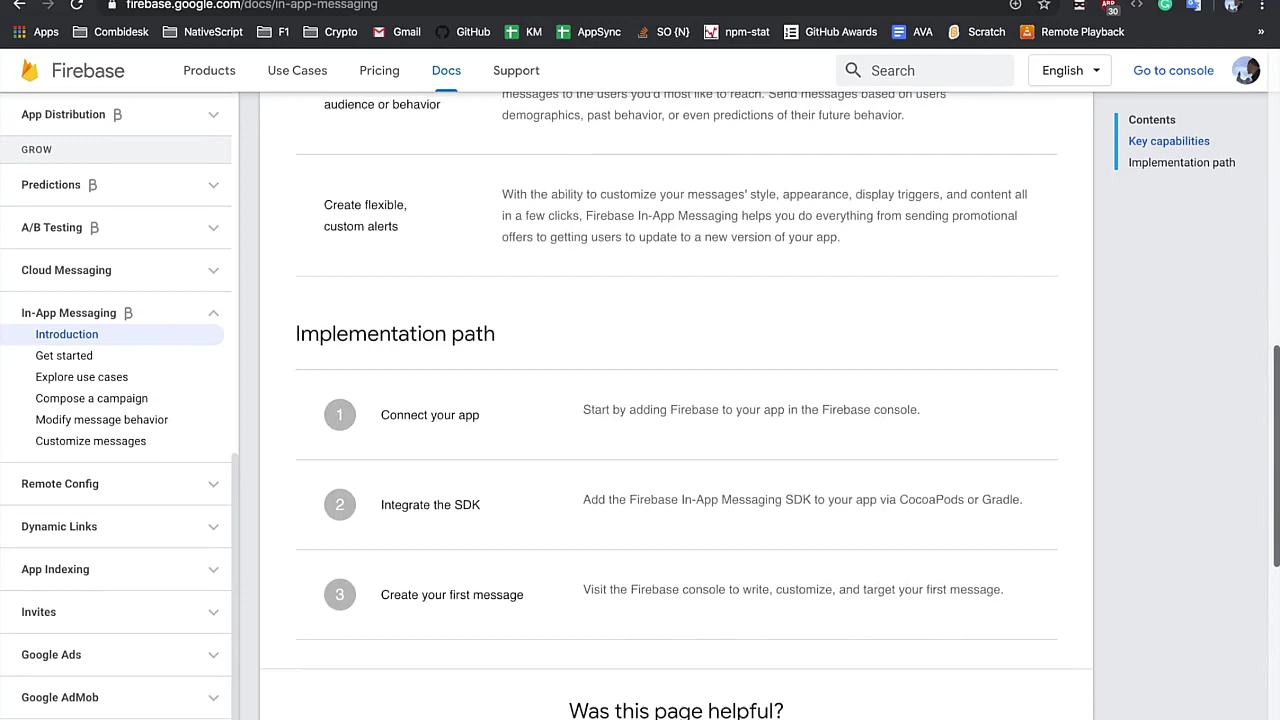 firebase.google.com/docs/in-app-messaging
30
Apps Combidesk NativeScript F1 Crypto Gmail GitHub KM AppSync SO {N} npm-stat GitHub Awards AVA Scratch Remote Playback »
Firebase Products Use Cases Pricing Docs Support Search English Go to console
App Distribution β
GROW
Predictions β
A/B Testing β
Cloud Messaging
In-App Messaging β
Introduction
Get started
Explore use cases
Compose a campaign
Modify message behavior
Customize messages
Remote Config
Dynamic Links
App Indexing
Invites
Google Ads
Google AdMob
audience or behavior
messages to the users you'd most like to reach. Send messages based on users
demographics, past behavior, or even predictions of their future behavior.
Create flexible,
custom alerts
With the ability to customize your messages' style, appearance, display triggers, and content all
in a few clicks, Firebase In-App Messaging helps you do everything from sending promotional
offers to getting users to update to a new version of your app.
Implementation path
1 Connect your app Start by adding Firebase to your app in the Firebase console.
2 Integrate the SDK Add the Firebase In-App Messaging SDK to your app via CocoaPods or Gradle.
3 Create your first message Visit the Firebase console to write, customize, and target your first message.
Was this page helpful?
Contents
Key capabilities
Implementation path